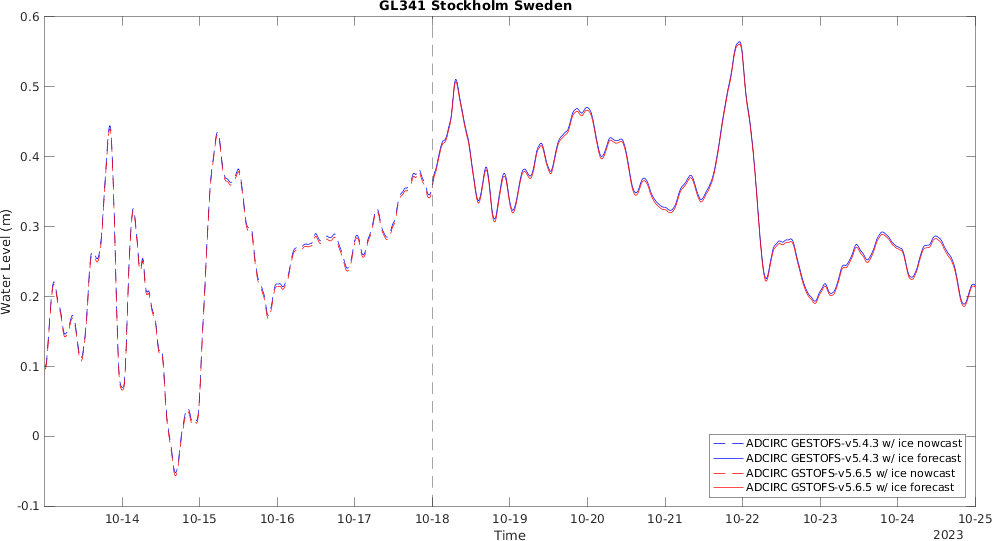 GL341 Stockholm Sweden
0.6
0.5
0.4
0.3
0.2
0.1
0
-0.1
Water Level (m)
ADCIRC GESTOFS-v5.4.3 w/ ice nowcast
ADCIRC GESTOFS-v5.4.3 w/ ice forecast
ADCIRC GSTOFS-v5.6.5 w/ ice nowcast
ADCIRC GSTOFS-v5.6.5 w/ ice forecast
10-14 10-15 10-16 10-17 10-18 10-19 10-20 10-21 10-22 10-23 10-24 10-25
Time
2023